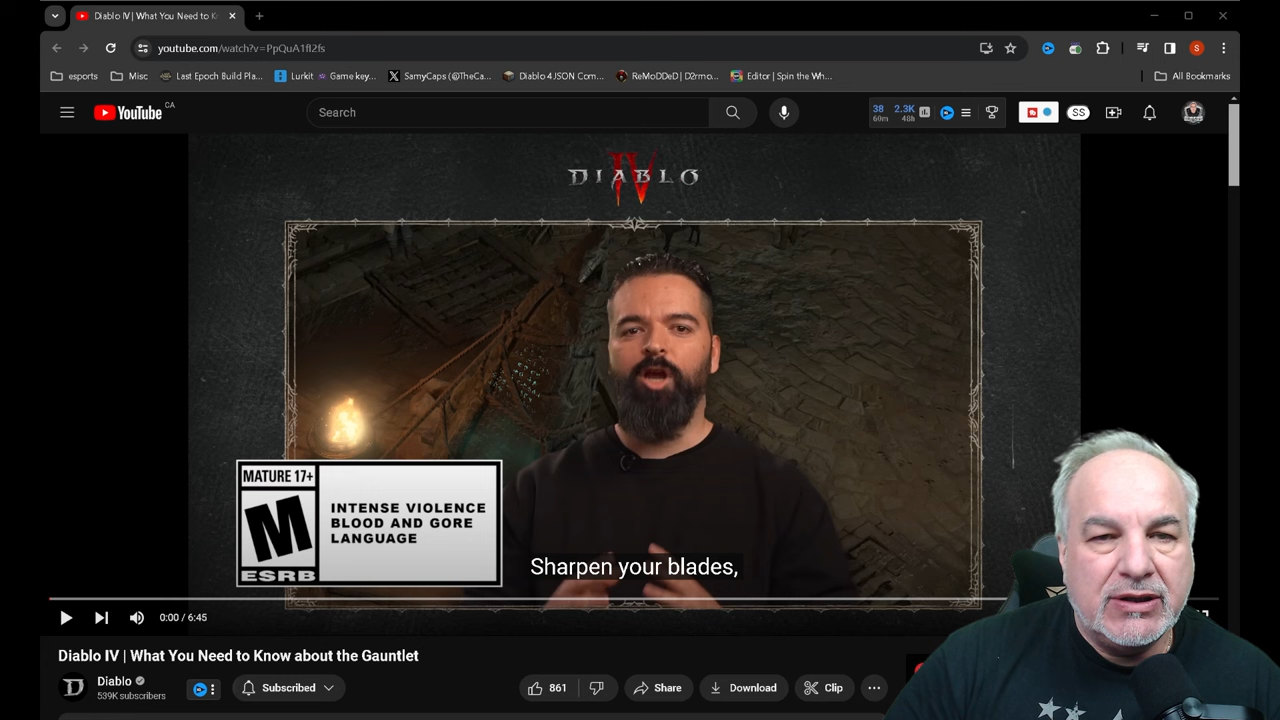 Diablo IV | What You Need to K
youtube.com/watch?v=PpQuA1fI2fs
S
esports
Misc
Last Epoch Build Pla...
Lurkit
Game key...
SamyCaps (@TheCa...
Diablo 4JSON Com...
ReMoDDeD | D2rmo...
Editor | Spin the Wh...
All Bookmarks
YouTube CA
Search
38
60m
2.3K
48h
SS
DIABLO
IV
MATURE 17+
M
ESRB
INTENSE VIOLENCE
BLOOD AND GORE
LANGUAGE
Sharpen your blades,
0:00 / 6:45
Diablo IV | What You Need to Know about the Gauntlet
Diablo
539K subscribers
Subscribed
861
Share
Download
Clip